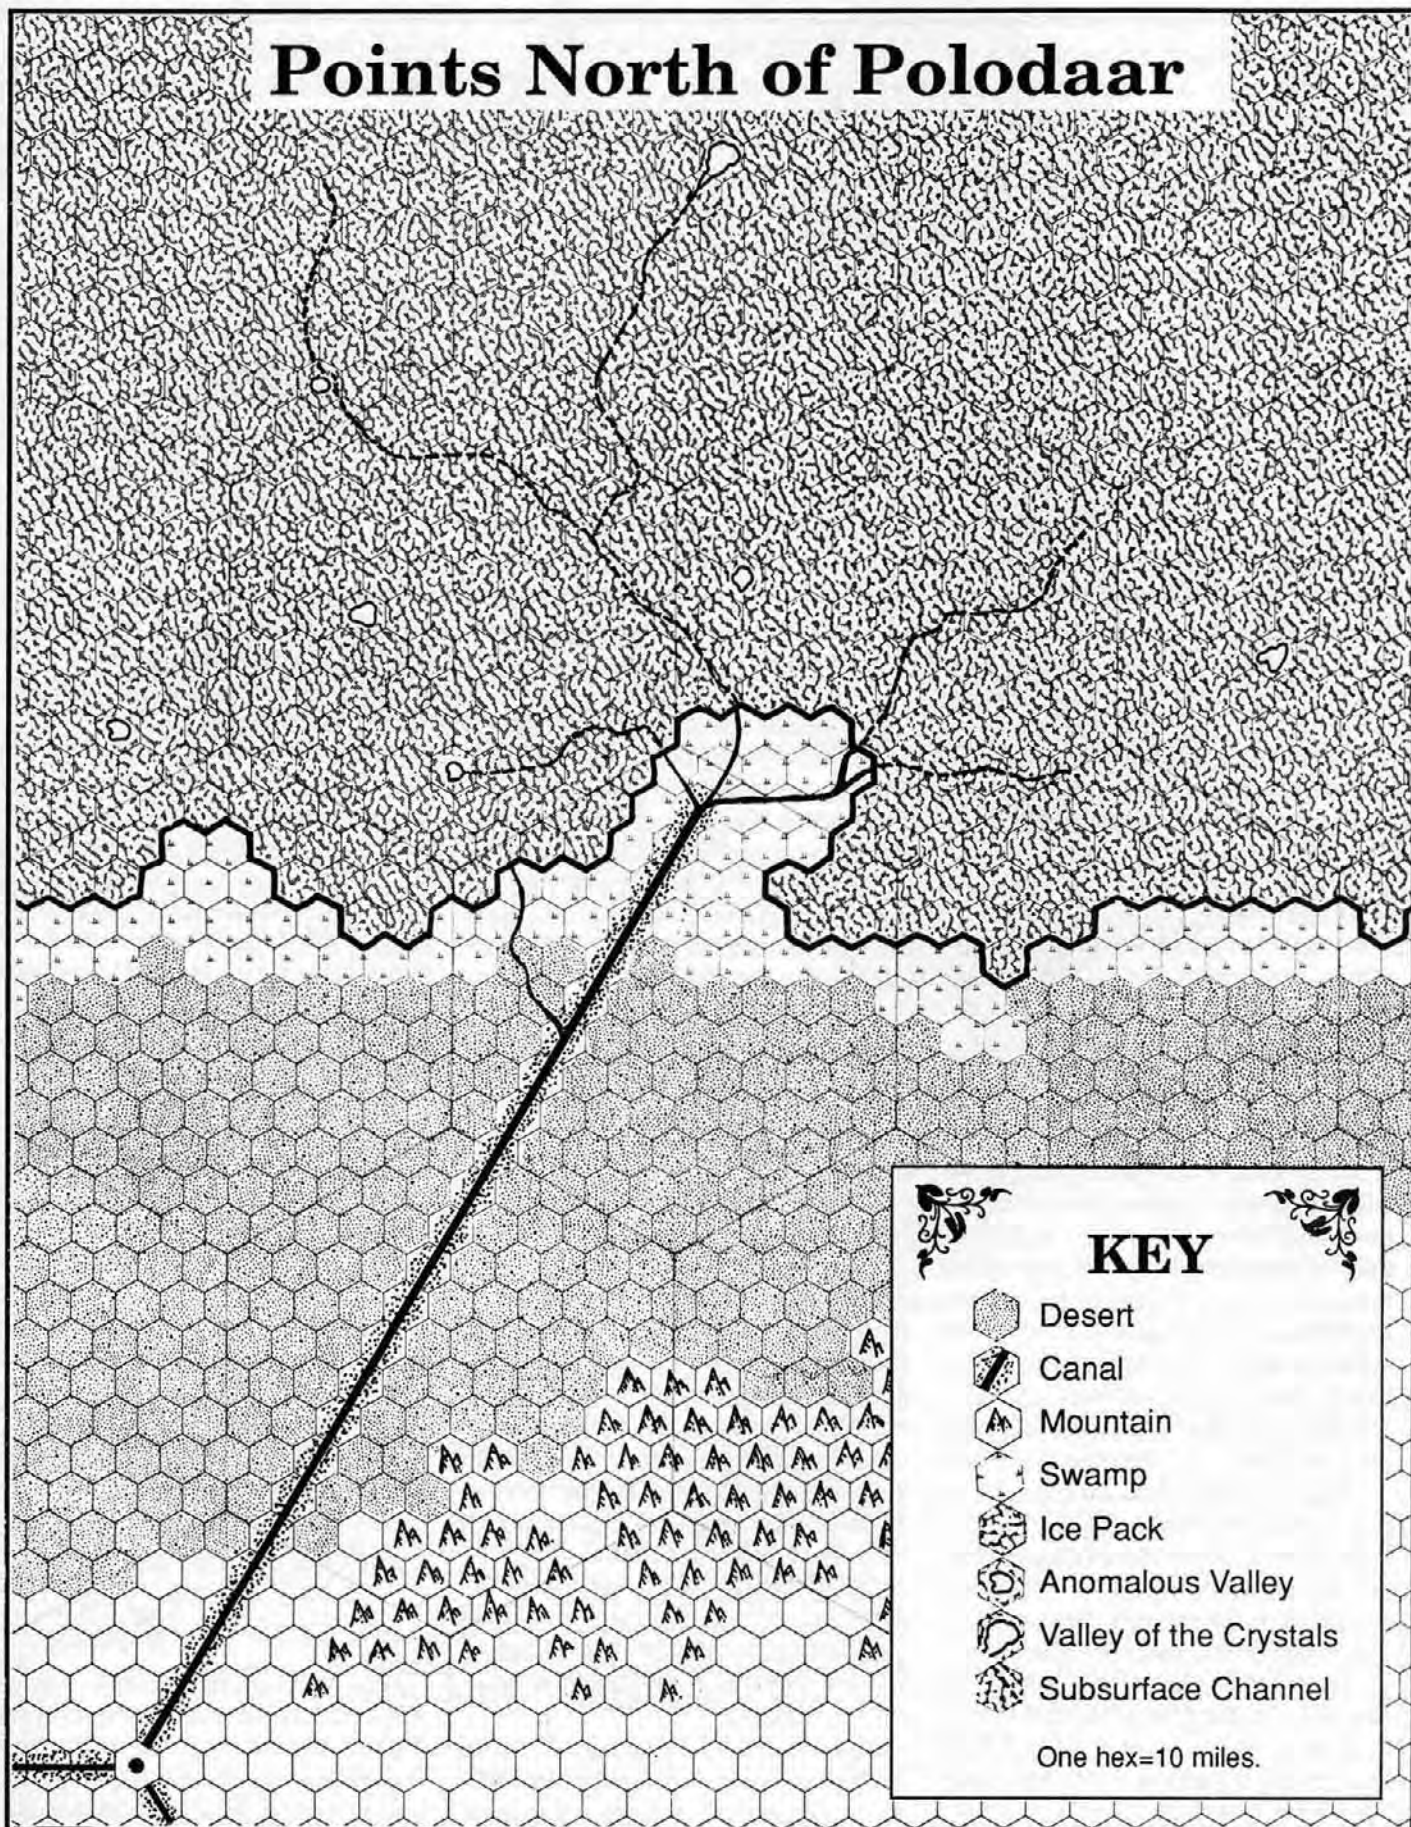 Points North of Polodaar
KEY
Desert
Canal
Mountain
Swamp
Ice Pack
Anomalous Valley
Valley of the Crystals
Subsurface Channel
One hex=10 miles.